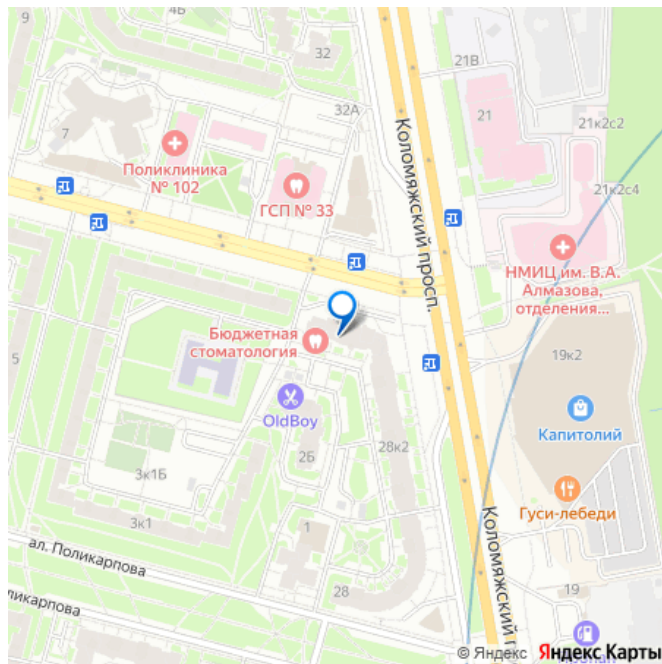 32
21В
32А
21
21к2с2
7
Поликлиника
№ 102
Коломяжский просп.
ГСП № 33
21к2с4
НМИЦ им. В.А.
Алмазова,
отделения...
Бюджетная
стоматология
19к2
5
OldBoy
Капитолий
28к2
2Б
3к1Б
Гуси-лебеди
3к1
1
Коломяжский п
ал. Поликарпова
28
19
ликарпова
© Яндекс Яндекс Карты